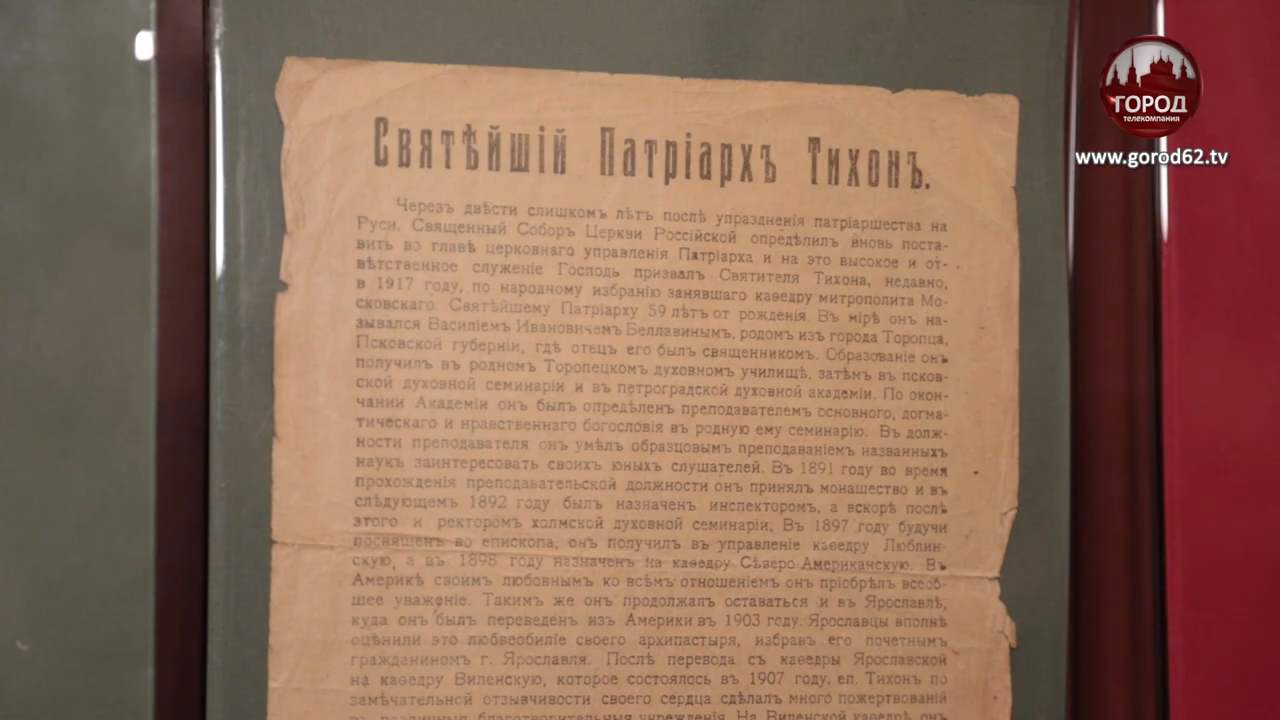 ГОРОД
телекомпания
www.gorod62.tv
Святѣйшій Патріархъ Тихонъ.
Черезъ двѣсти слишкомъ лѣтъ послѣ упраздненія патріаршества на
Руси, Священный Соборъ Церкви Россійской опредѣлилъ вновь поста-
вить во главѣ церковнаго управленія Патріарха и на это высокое и от-
вѣтственное служеніе Господь призвалъ Святителя Тихона, недавно,
в 1917 году, по народному избранію занявшаго каѳедру митрополита Мо-
сковскаго. Святѣйшему Патріарху 59 лѣтъ от рожденія. Въ мірѣ онъ на-
зывался Василіемъ Ивановичемъ Беллавинымъ, родомъ изъ города Торопца,
Псковской губерніи, гдѣ отецъ его былъ священникомъ. Образованіе онъ
получилъ въ родном Торопецкомъ духовномъ училищѣ, затѣмъ въ псков-
ской духовной семинаріи и въ петроградской духовной академіи. По окон-
чаніи Академіи онъ былъ опредѣленъ преподавателемъ основного, догма-
тическаго и нравственнаго богословія въ родную ему семинарію. Въ долж-
ности преподавателя онъ умѣлъ образцовымъ преподаваніемъ названныхъ
наукъ заинтересовать своихъ юныхъ слушателей. Въ 1891 году во время
прохожденія преподавательской должности онъ принялъ монашество и въ
слѣдующемъ 1892 году былъ назначенъ инспекторомъ, а вскорѣ послѣ
этого и ректоромъ холмской духовной семинаріи. Въ 1897 году будучи
посвященъ во епископа, онъ получилъ въ управленіе каѳедру Люблин-
скую, а въ 1898 году назначенъ на каѳедру Сѣверо-Американскую. Въ
Америкѣ своимъ любовнымъ ко всѣмъ отношеніемъ онъ пріобрѣлъ всеоб-
щее уваженіе. Такимъ же онъ продолжалъ оставаться и въ Ярославлѣ,
куда онъ былъ переведенъ изъ Америки въ 1903 году. Ярославцы вполнѣ
оцѣнили это любвеобиліе своего архипастыря, избравъ его почетнымъ
гражданиномъ г. Ярославля. Послѣ перевода съ каѳедры Ярославской
на каѳедру Виленскую, которое состоялось въ 1907 году, еп. Тихонъ по
замѣчательной отзывчивости своего сердца сдѣлалъ много пожертвованій
въ различныя благотворительныя учрежденія. На Виленской каѳедрѣ онъ